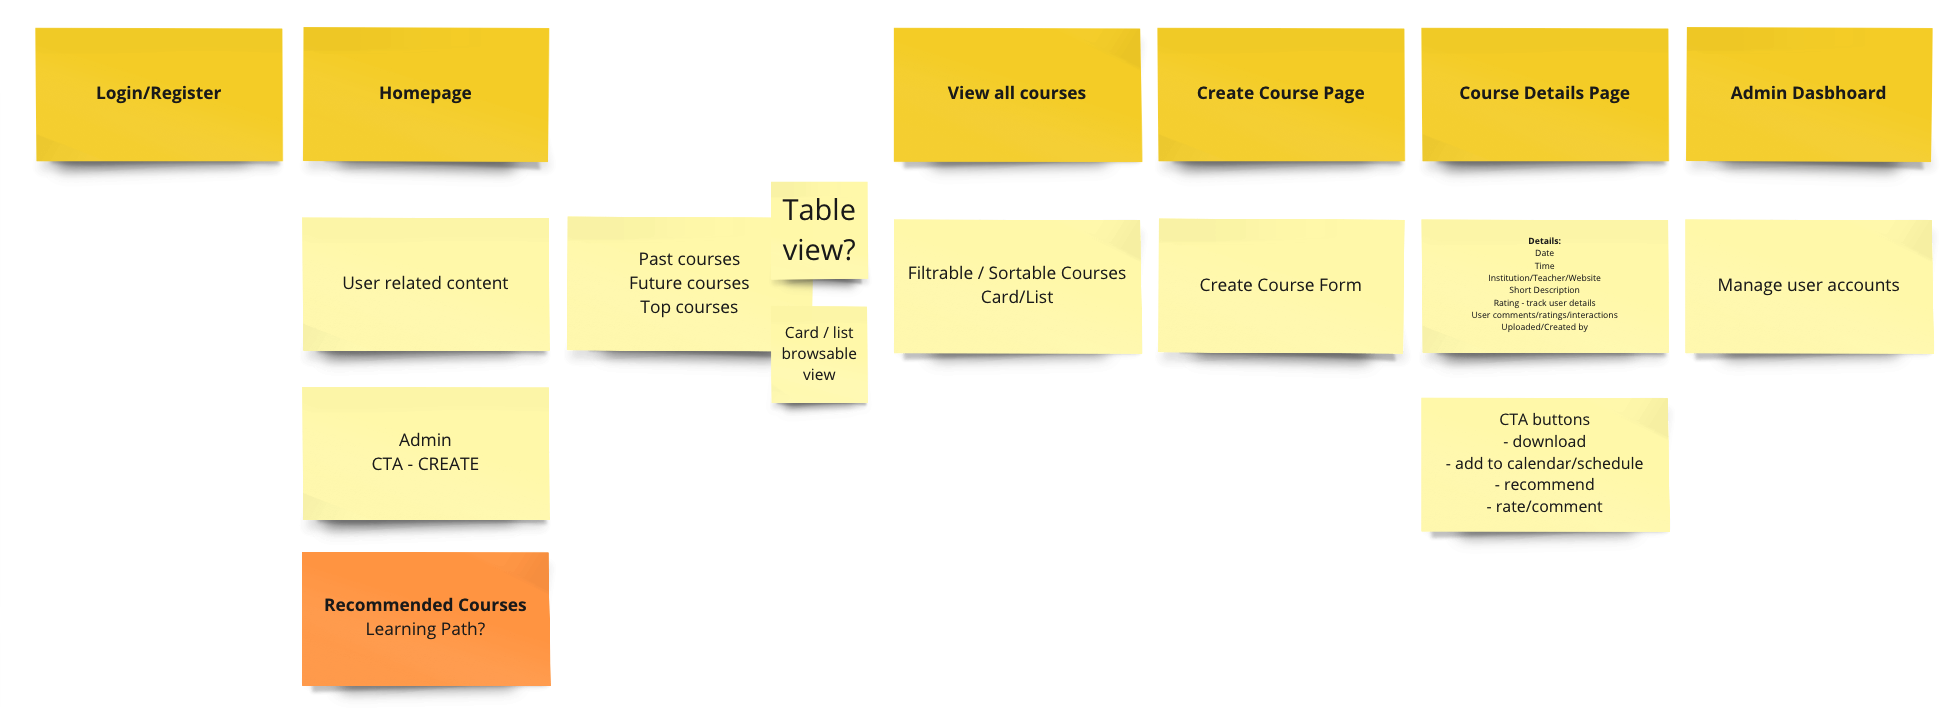 Login/Register
Homepage
View all courses
Create Course Page
Course Details Page
Admin Dasbhoard
User related content
Past courses
Future courses
Top courses
Table
view?
Card / list
browsable
view
Filtrable / Sortable Courses
Card/List
Create Course Form
Details:
Date
Time
Institution/Teacher/Website
Short Description
Rating - track user details
User comments/ratings/interactions
Uploaded/Created by
Manage user accounts
Admin
CTA - CREATE
CTA buttons
- download
- add to calendar/schedule
- recommend
- rate/comment
Recommended Courses
Learning Path?